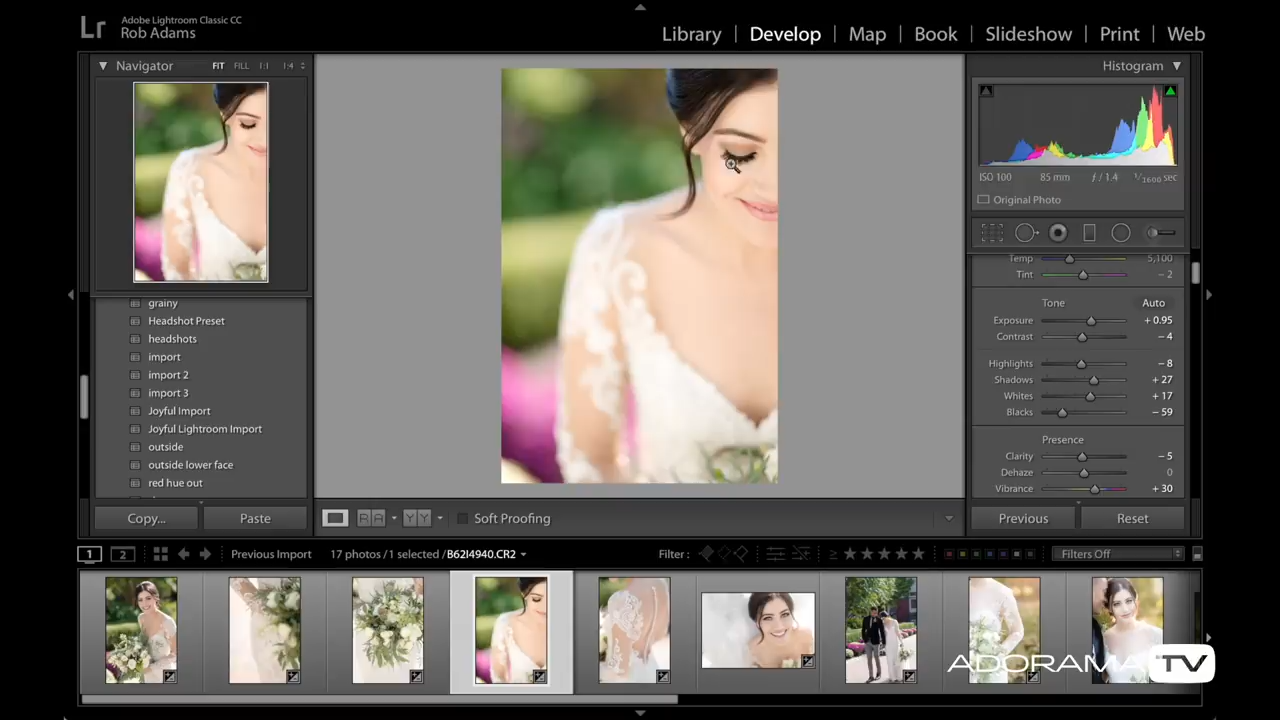 Lr
Adobe Lightroom Classic CC
Rob Adams
Library | Develop | Map | Book | Slideshow | Print | Web
Navigator FIT FILL 1:1 1:4
Histogram
ISO 100 85 mm ƒ / 1.4 1/1600 sec
Original Photo
Temp 5,100
Tint – 2
Tone Auto
Exposure + 0.95
Contrast – 4
Highlights – 8
Shadows + 27
Whites + 17
Blacks – 59
Presence
Clarity – 5
Dehaze 0
Vibrance + 30
grainy
Headshot Preset
headshots
import
import 2
import 3
Joyful Import
Joyful Lightroom Import
outside
outside lower face
red hue out
Copy... Paste
R A Y Y Soft Proofing
Previous Reset
1 2 Previous Import 17 photos / 1 selected / B62I4940.CR2 Filter : ≥ ★ ★ ★ ★ ★ Filters Off
ADORAMA TV